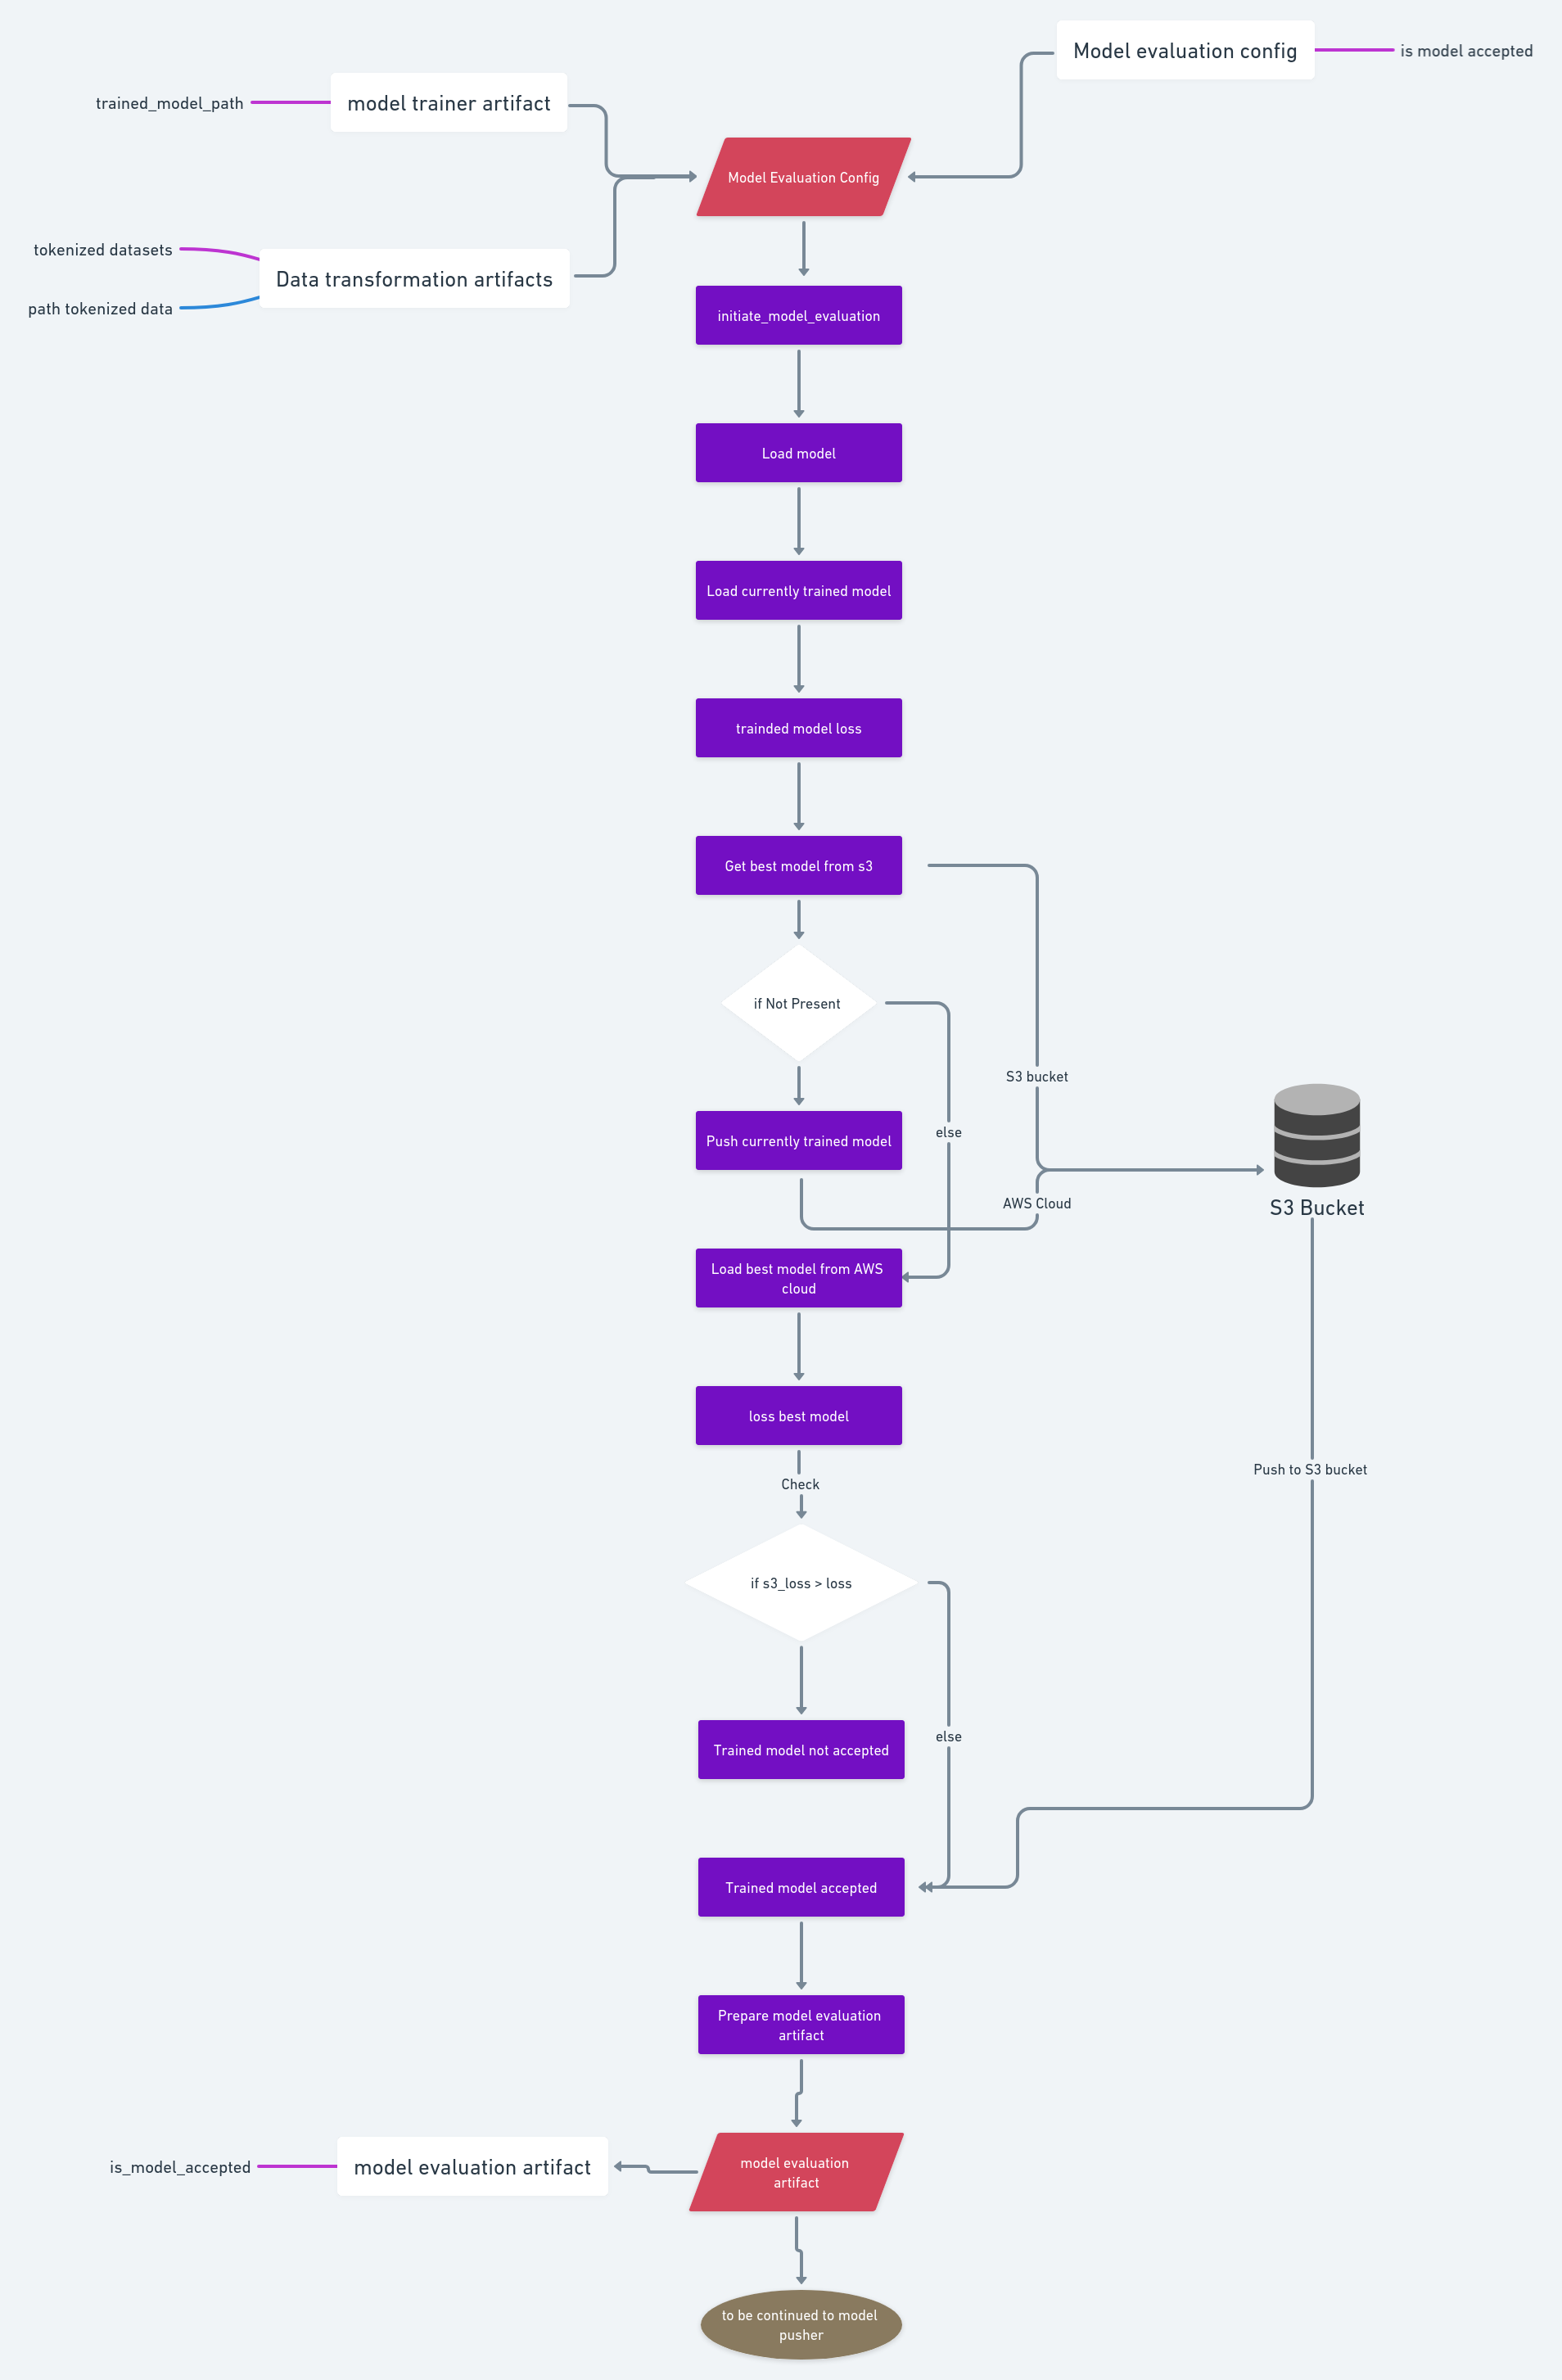 Model evaluation config
is model accepted
trained_model_path
model trainer artifact
Model Evaluation Config
tokenized datasets
Data transformation artifacts
path tokenized data
initiate_model_evaluation
Load model
Load currently trained model
trainded model loss
Get best model from s3
if Not Present
S3 bucket
else
Push currently trained model
AWS Cloud
S3 Bucket
Load best model from AWS
cloud
loss best model
Push to S3 bucket
Check
if s3_loss > loss
else
Trained model not accepted
Trained model accepted
Prepare model evaluation
artifact
is_model_accepted
model evaluation artifact
model evaluation
artifact
to be continued to model
pusher